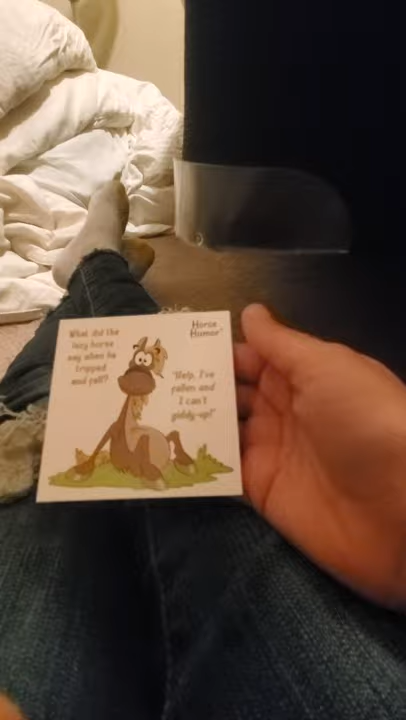 What did the
lazy horse
say when he
tripped
and fell?
Horse
Humor
"Help, I've
fallen and
I can't
giddy-up!"